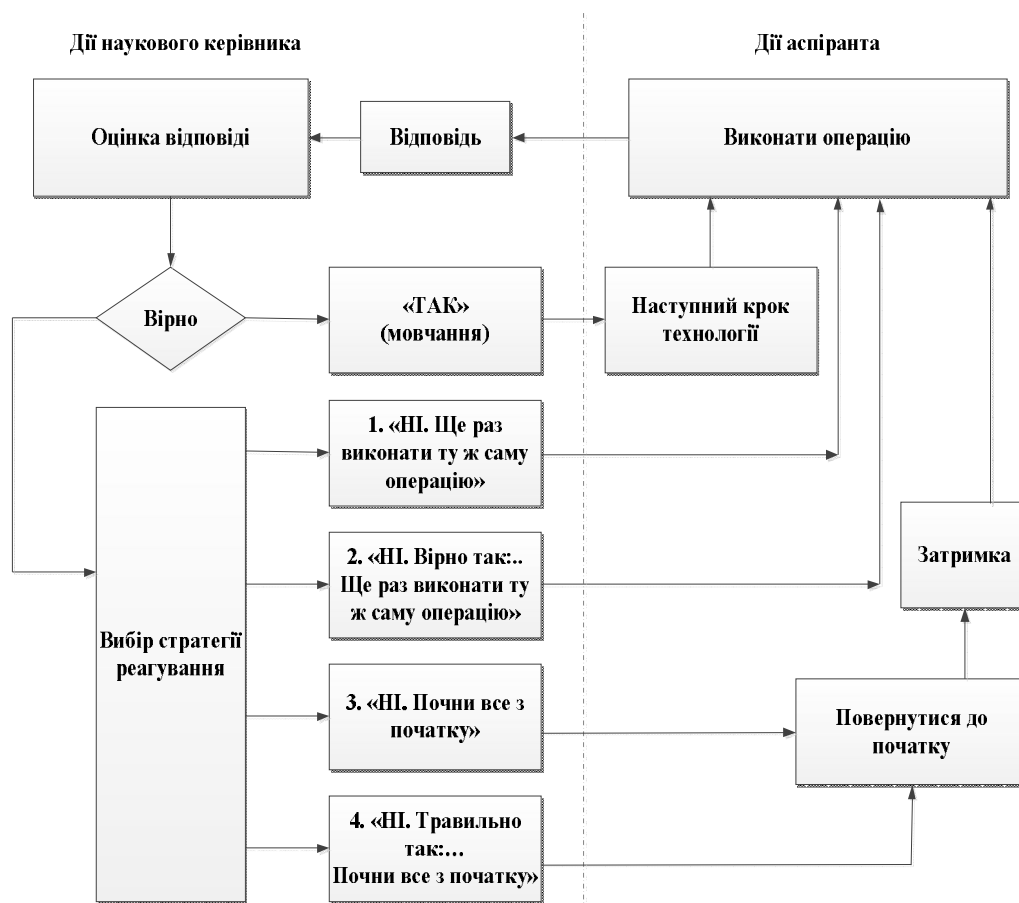 Дії наукового керівника
Дії аспіранта
Оцінка відповіді
Відповідь
Виконати операцію
Вірно
«ТАК»
(мовчання)
Наступний крок
технології
1. «НІ. Ще раз
виконати ту ж саму
операцію»
2. «НІ. Вірно так:..
Ще раз виконати ту
ж саму операцію»
Затримка
Вибір стратегії
реагування
3. «НІ. Почни все з
початку»
Повернутися до
початку
4. «НІ. Травильно
так:…
Почни все з початку»